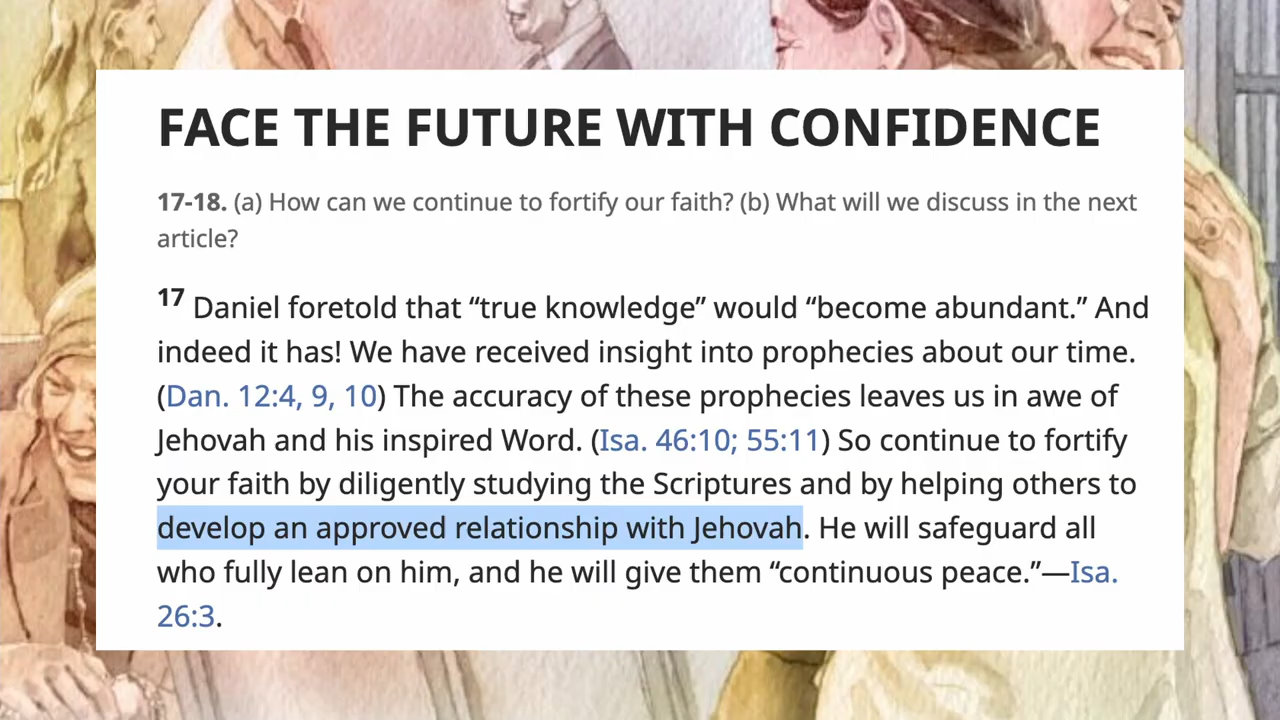 FACE THE FUTURE WITH CONFIDENCE
17-18. (a) How can we continue to fortify our faith? (b) What will we discuss in the next
article?
17 Daniel foretold that “true knowledge” would “become abundant.” And
indeed it has! We have received insight into prophecies about our time.
(Dan. 12:4, 9, 10) The accuracy of these prophecies leaves us in awe of
Jehovah and his inspired Word. (Isa. 46:10; 55:11) So continue to fortify
your faith by diligently studying the Scriptures and by helping others to
develop an approved relationship with Jehovah. He will safeguard all
who fully lean on him, and he will give them “continuous peace.”—Isa.
26:3.